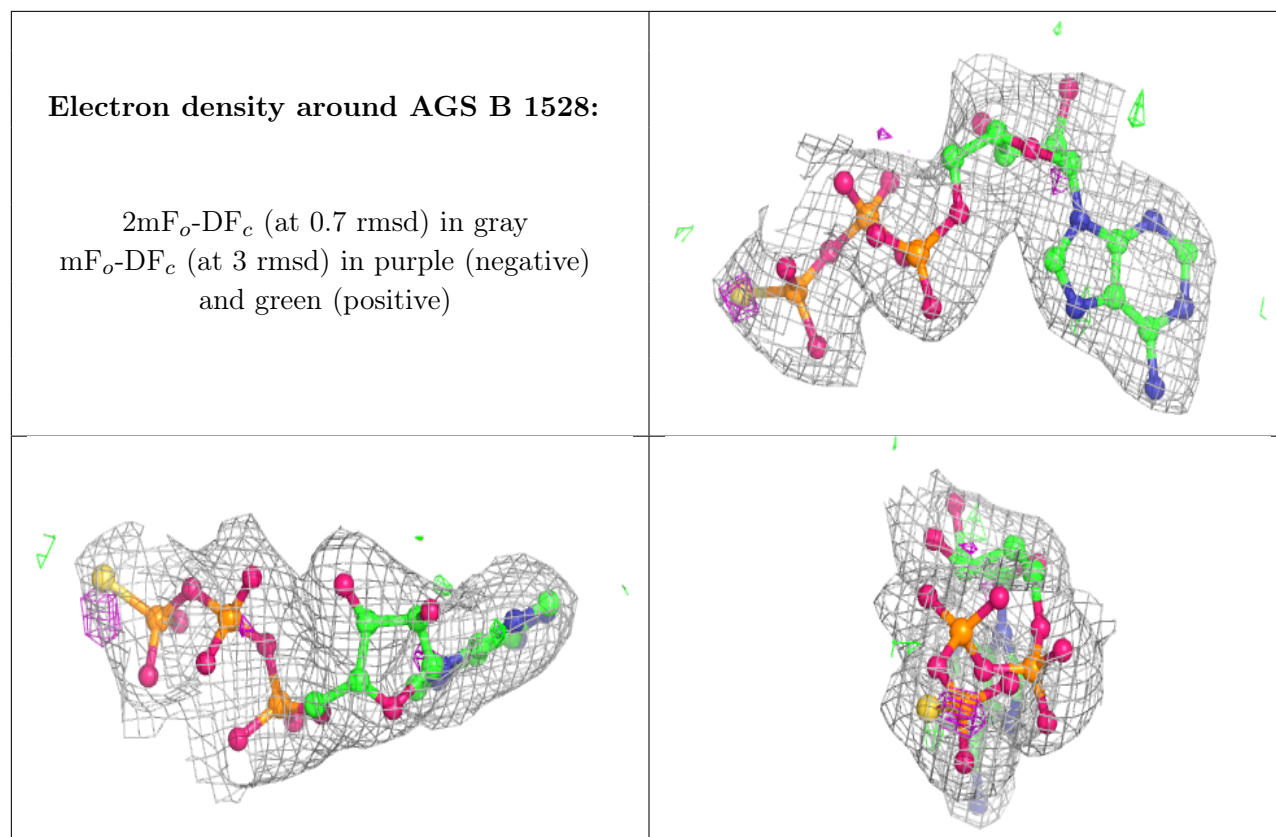 Electron density around AGS B 1528:
2mFo-DFc (at 0.7 rmsd) in gray
mFo-DFc (at 3 rmsd) in purple (negative)
and green (positive)